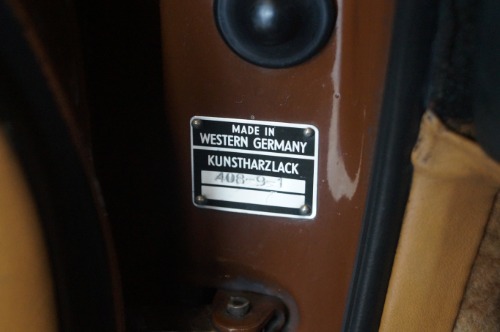 MADE IN
WESTERN GERMANY
KUNSTHARZLACK
408-9-1